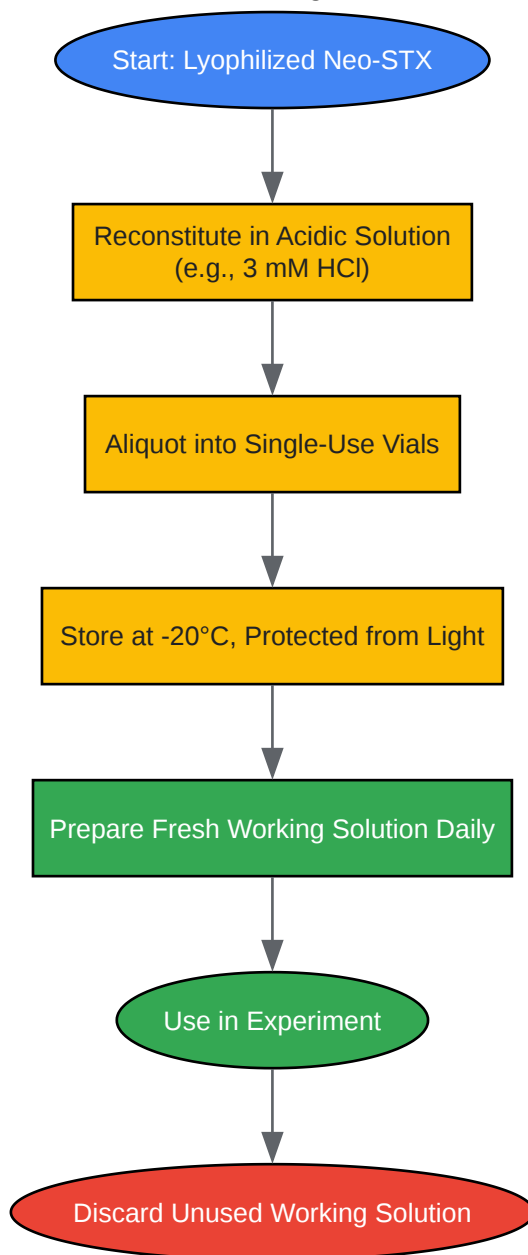 Start: Lyophilized Neo-STX
Reconstitute in Acidic Solution
(e.g., 3 mM HCl)
Aliquot into Single-Use Vials
Store at -20°C, Protected from Light
Prepare Fresh Working Solution Daily
Use in Experiment
Discard Unused Working Solution